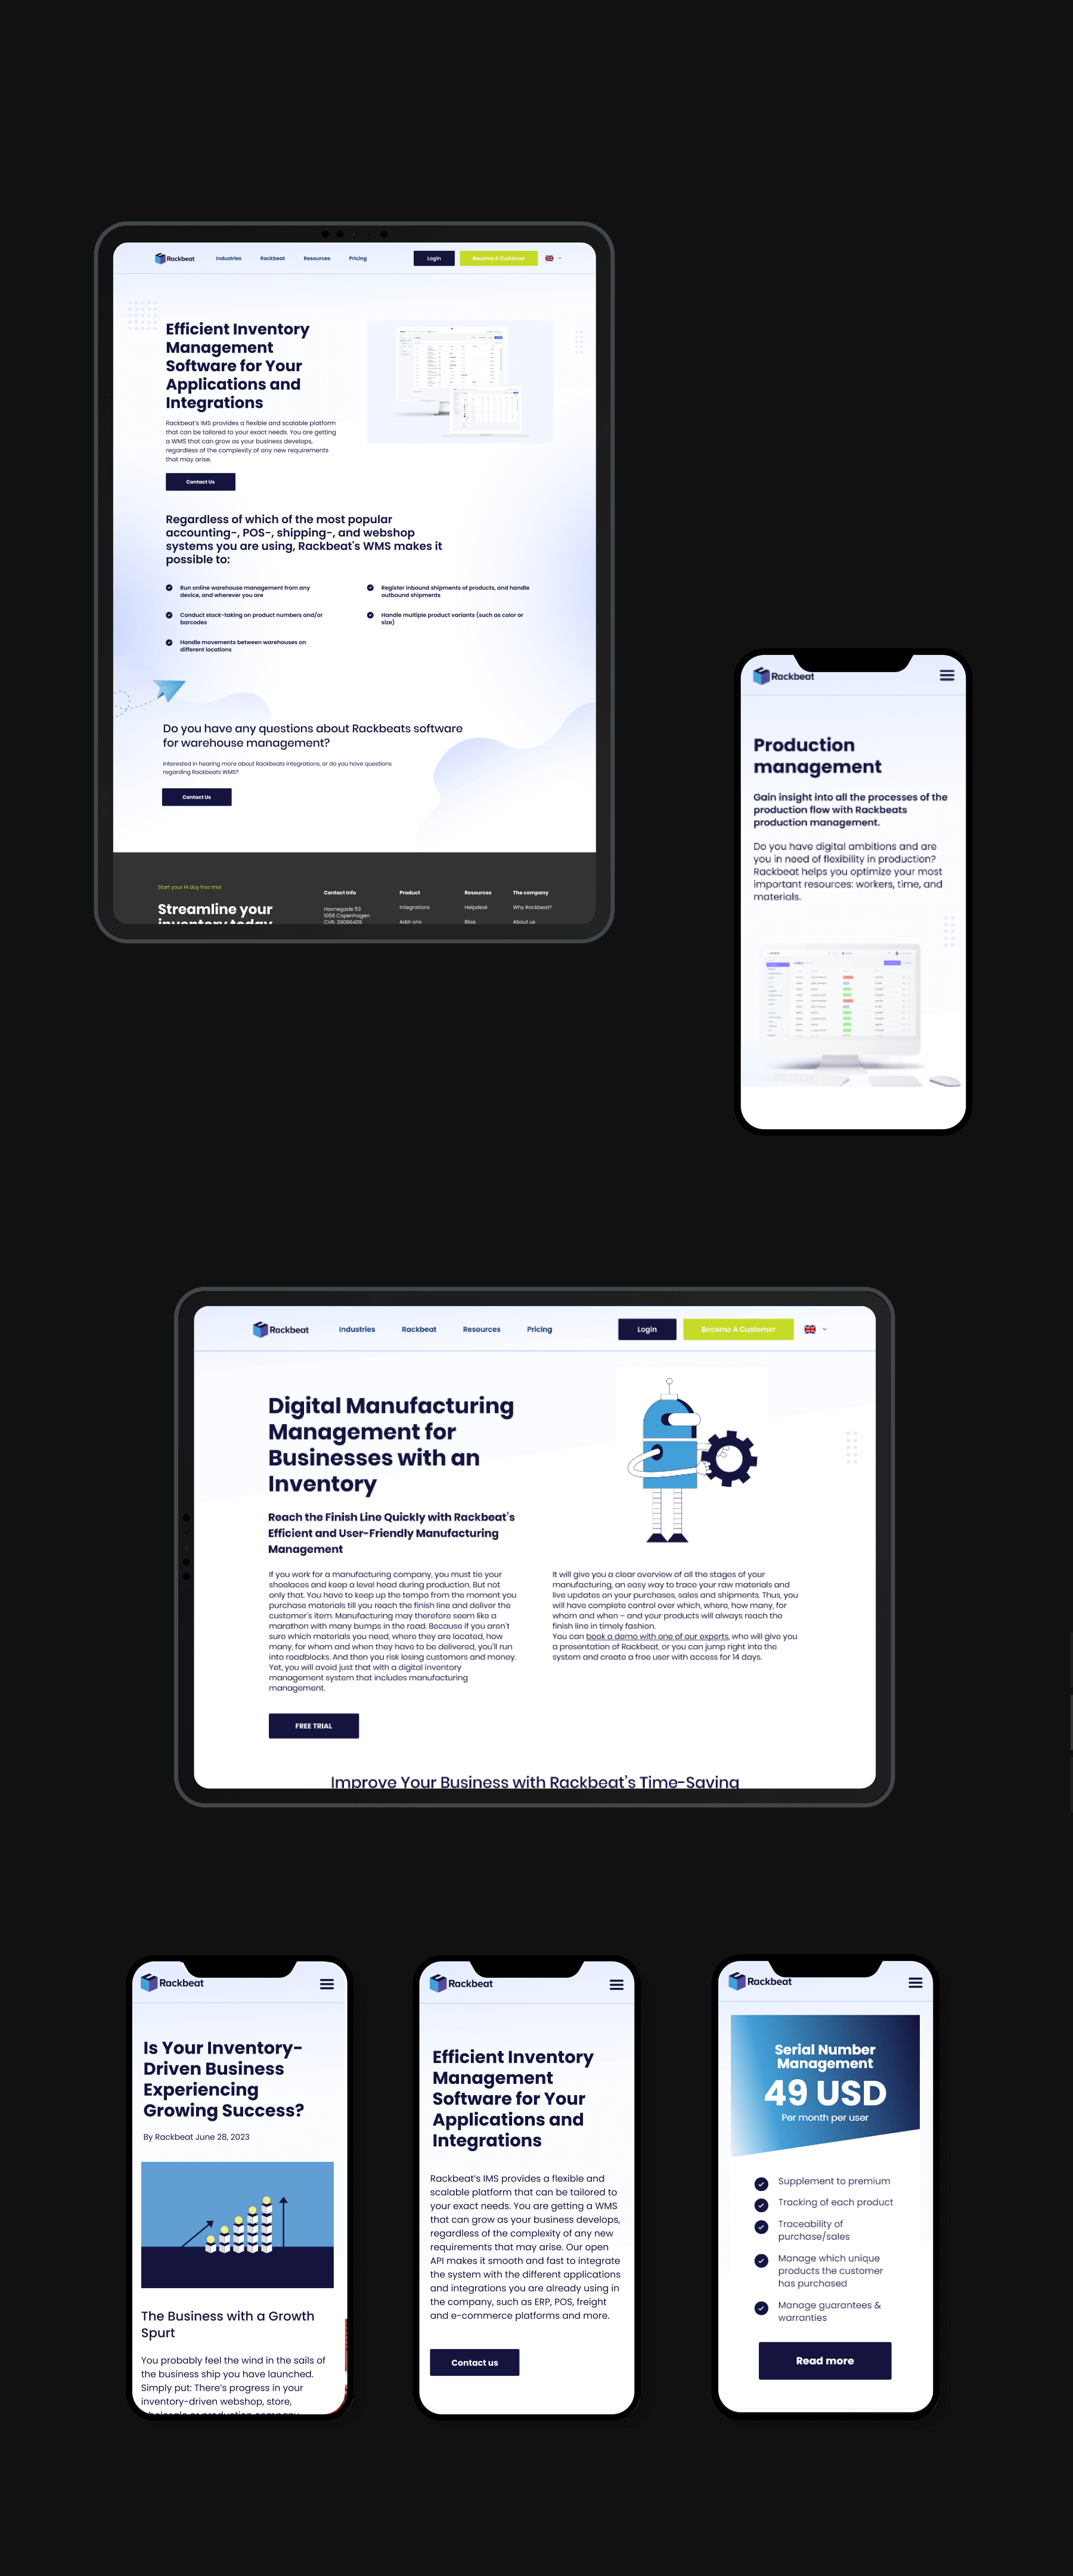 Rackbeat
Industries
Rackbeat
Resources
Pricing
Login
Become A Customer
Efficient Inventory
Management
Software for Your
Applications and
Integrations
Rackbeat's IMS provides a flexible and scalable platform
that can be tailored to your exact needs. You are getting
a WMS that can grow as your business develops,
regardless of the complexity of any new requirements
that may arise.
Contact Us
Regardless of which of the most popular
accounting-, POS-, shipping-, and webshop
systems you are using, Rackbeat's WMS makes it
possible to:
Run online warehouse management from any
device, and wherever you are
Register inbound shipments of products, and handle
outbound shipments
Conduct stock-taking on product numbers and/or
barcodes
Handle multiple product variants (such as color or
size)
Handle movements between warehouses on
different locations
Do you have any questions about Rackbeats software
for warehouse management?
Interested in hearing more about Rackbeats integrations, or do you have questions
regarding Rackbeats WMS?
Contact Us
Start your 14 day free trial
Streamline your
inventory today
Contact Info
Havnegade 53
1058 Copenhagen
CVR: 39086409
Product
Integrations
Add-ons
Resources
Helpdesk
Blog
The company
Why Rackbeat?
About us
Rackbeat
Production
management
Gain insight into all the processes of the
production flow with Rackbeats
production management.
Do you have digital ambitions and are
you in need of flexibility in production?
Rackbeat helps you optimize your most
important resources: workers, time, and
materials.
Rackbeat
Industries
Rackbeat
Resources
Pricing
Login
Become A Customer
Digital Manufacturing
Management for
Businesses with an
Inventory
Reach the Finish Line Quickly with Rackbeat's
Efficient and User-Friendly Manufacturing
Management
If you work for a manufacturing company, you must tie your
shoelaces and keep a level head during production. But not
only that. You have to keep up the tempo from the moment you
purchase materials till you reach the finish line and deliver the
customer's item. Manufacturing may therefore seem like a
marathon with many bumps in the road. Because if you aren't
sure which materials you need, where they are located, how
many, for whom and when they have to be delivered, you'll run
into roadblocks. And then you risk losing customers and money.
Yet, you will avoid just that with a digital inventory
management system that includes manufacturing
management.
It will give you a clear overview of all the stages of your
manufacturing, an easy way to trace your raw materials and
live updates on your purchases, sales and shipments. Thus, you
will have complete control over which, where, how many, for
whom and when – and your products will always reach the
finish line in timely fashion.
You can book a demo with one of our experts, who will give you
a presentation of Rackbeat, or you can jump right into the
system and create a free user with access for 14 days.
FREE TRIAL
Improve Your Business with Rackbeat's Time-Saving
Rackbeat
Is Your Inventory-
Driven Business
Experiencing
Growing Success?
By Rackbeat June 28, 2023
The Business with a Growth
Spurt
You probably feel the wind in the sails of
the business ship you have launched.
Simply put: There's progress in your
inventory-driven webshop, store,
wholesale or production company
Rackbeat
Efficient Inventory
Management
Software for Your
Applications and
Integrations
Rackbeat's IMS provides a flexible and
scalable platform that can be tailored to
your exact needs. You are getting a WMS
that can grow as your business develops,
regardless of the complexity of any new
requirements that may arise. Our open
API makes it smooth and fast to integrate
the system with the different applications
and integrations you are already using in
the company, such as ERP, POS, freight
and e-commerce platforms and more.
Contact us
Rackbeat
Serial Number
Management
49 USD
Per month per user
Supplement to premium
Tracking of each product
Traceability of
purchase/sales
Manage which unique
products the customer
has purchased
Manage guarantees &
warranties
Read more